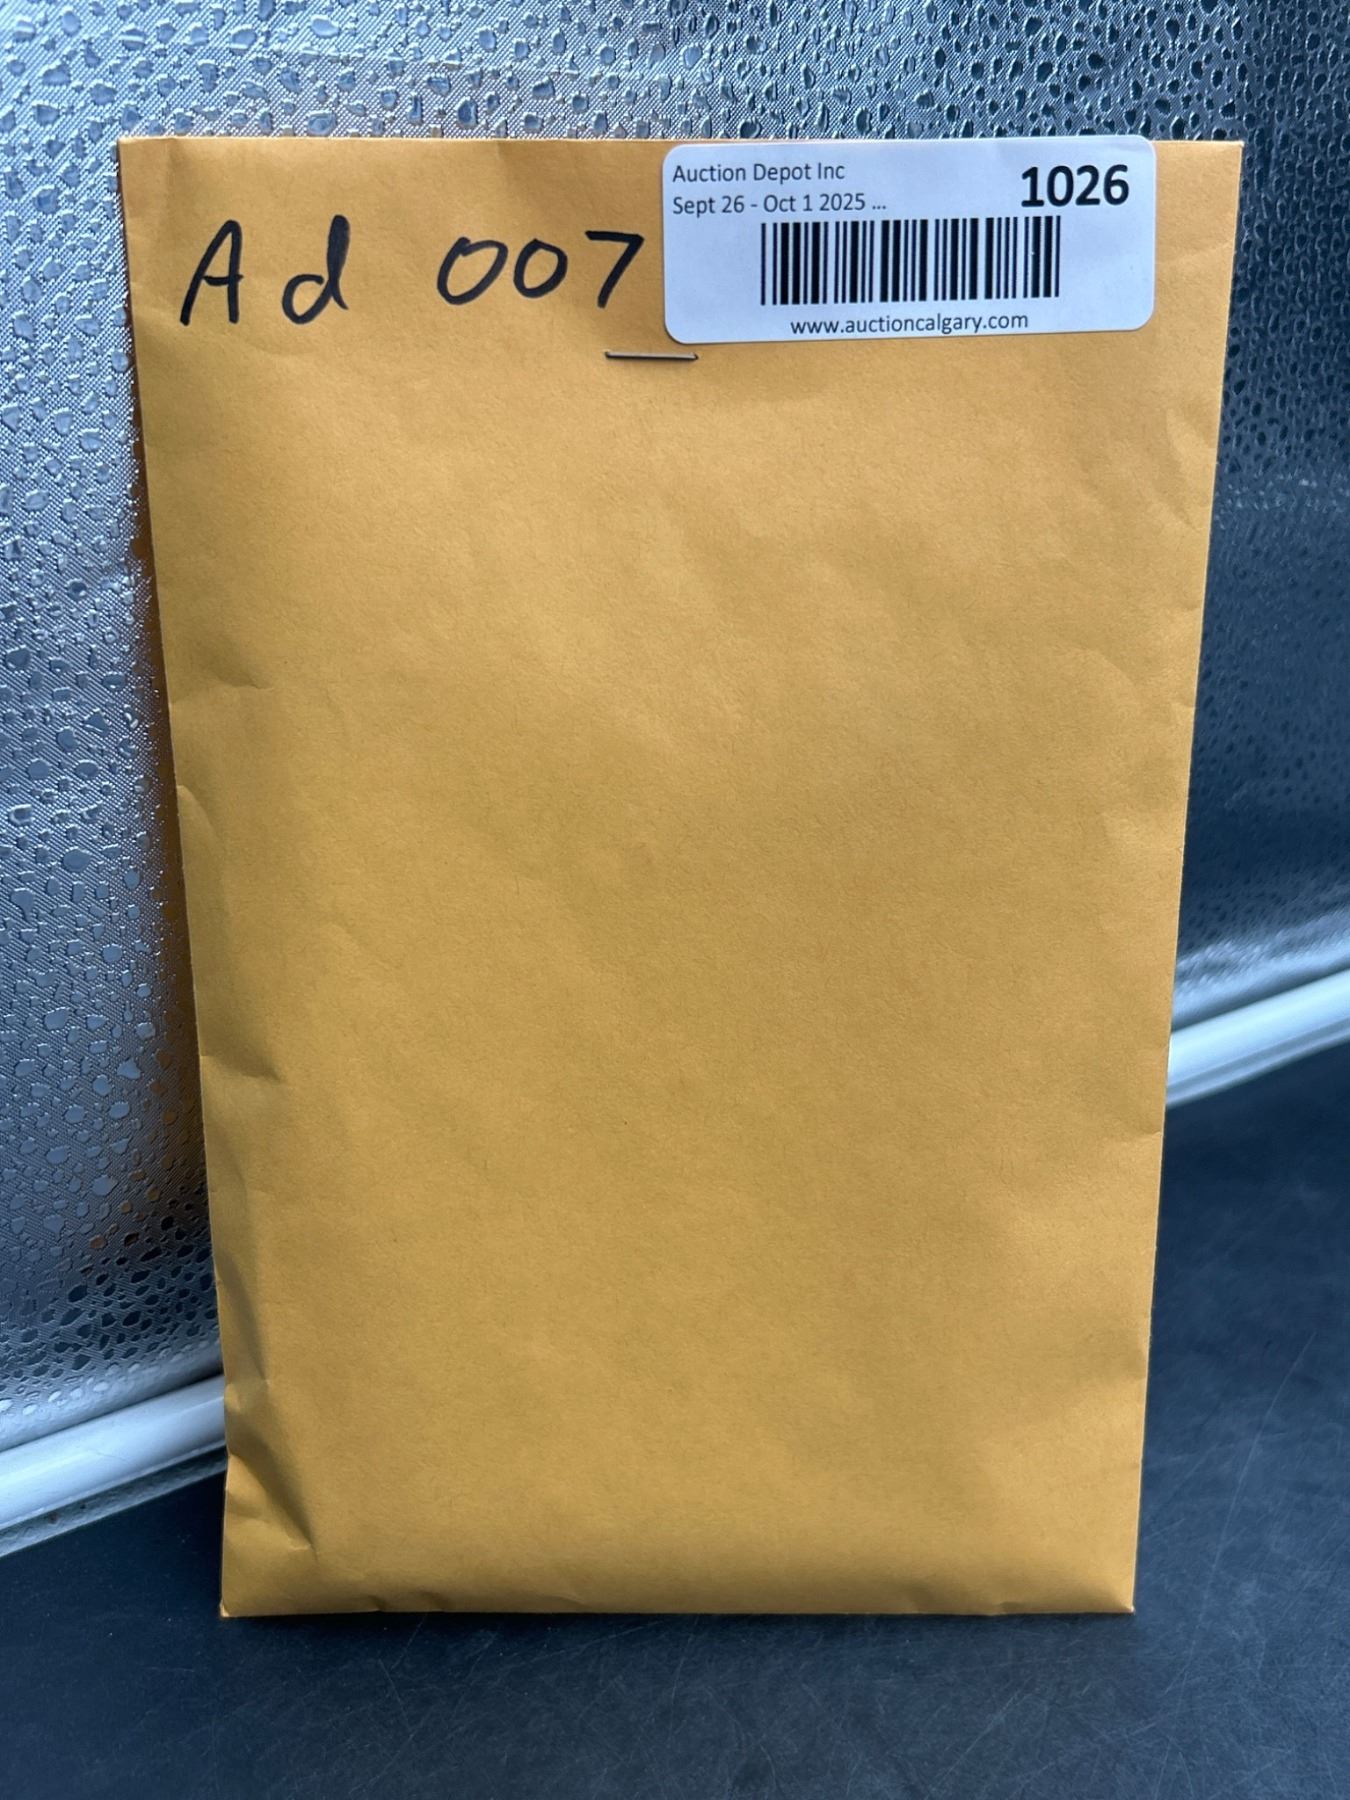 Ad 007
Auction Depot Inc
1026
Sept 26 - Oct 1 2025 ...
www.auctioncalgary.com